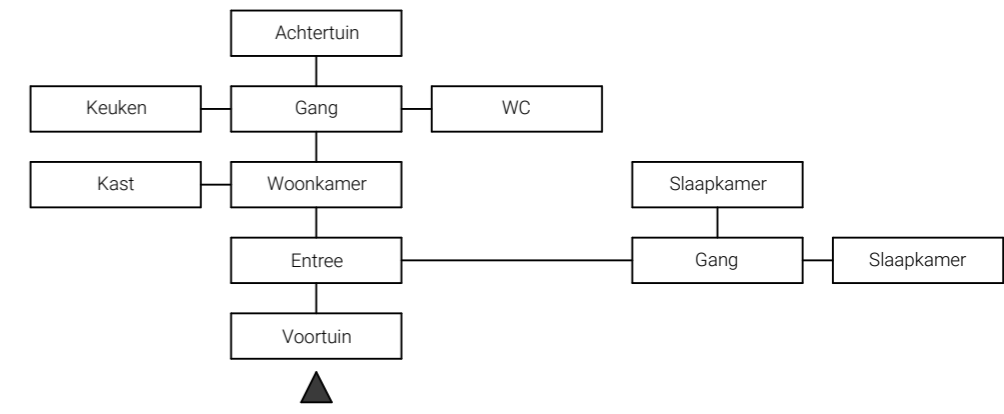 Achtertuin
Keuken
Gang
WC
Kast
Woonkamer
Slaapkamer
Entree
Gang
Slaapkamer
Voortuin